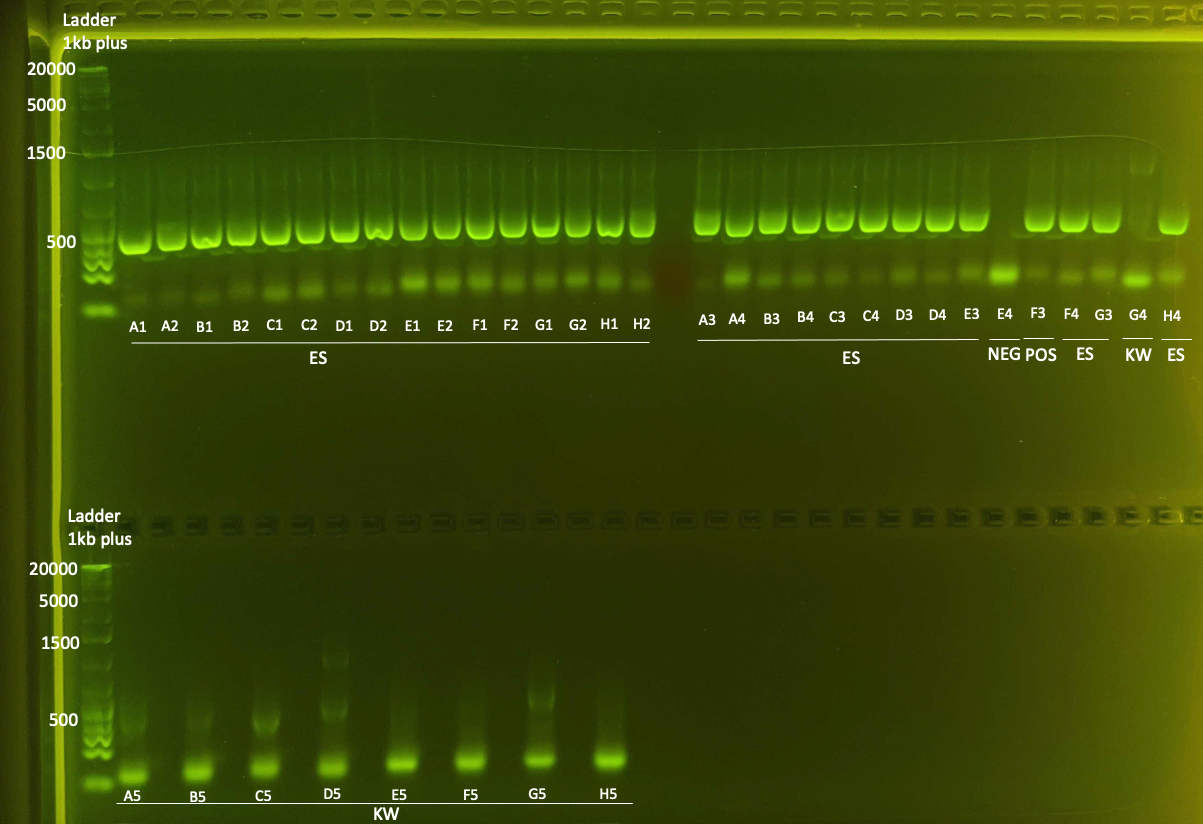 Ladder
1kb plus
20000
5000
1500
500
A1 A2 B1 B2 C1 C2 D1 D2 E1 E2 F1 F2 G1 G2 H1 H2 A3 A4 B3 B4 C3 C4 D3 D4 E3 E4 F3 F4 G3 G4 H4
ES ES NEG POS ES KW ES
Ladder
1kb plus
20000
5000
1500
500
A5 B5 C5 D5 E5 F5 G5 H5
KW